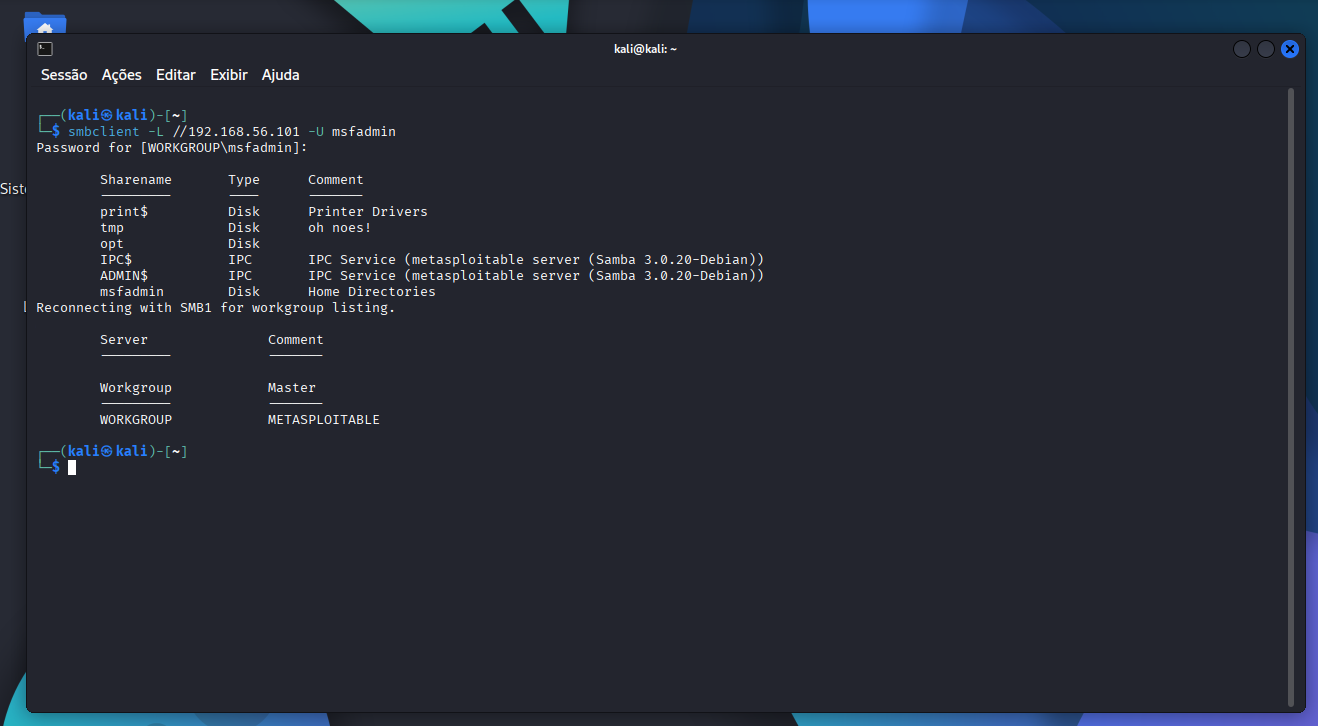 kali@kali: ~
Sessão Ações Editar Exibir Ajuda
┌──(kali㉿kali)-[~]
└─$ smbclient -L //192.168.56.101 -U msfadmin
Password for [WORKGROUP\msfadmin]:
Sharename Type Comment
--------- ---- -------
print$ Disk Printer Drivers
tmp Disk oh noes!
opt Disk
IPC$ IPC IPC Service (metasploitable server (Samba 3.0.20-Debian))
ADMIN$ IPC IPC Service (metasploitable server (Samba 3.0.20-Debian))
msfadmin Disk Home Directories
Reconnecting with SMB1 for workgroup listing.
Server Comment
--------- -------
Workgroup Master
--------- -------
WORKGROUP METASPLOITABLE
┌──(kali㉿kali)-[~]
└─$